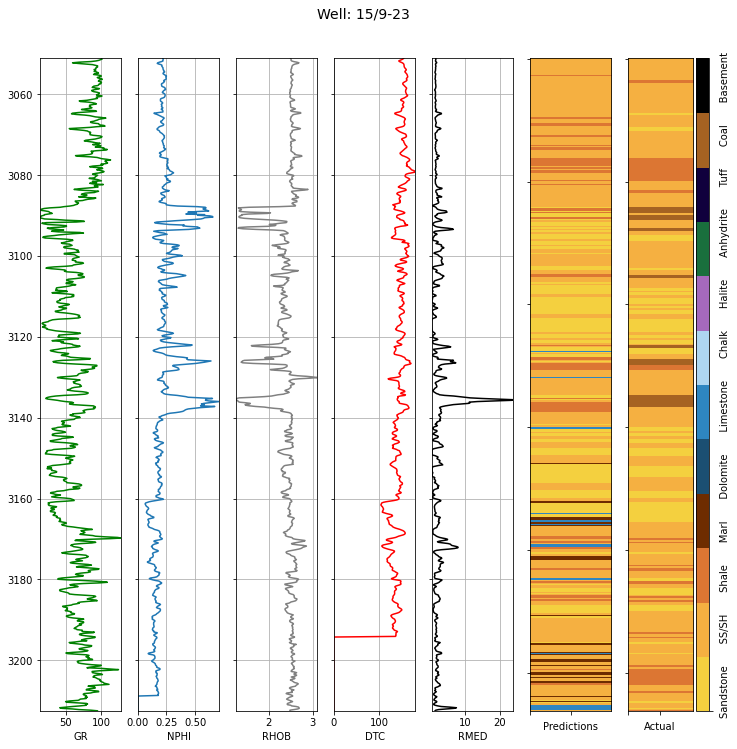 Well: 15/9-23
3060
3080
3100
3120
3140
3160
3180
3200
50 100
0.00 0.25 0.50
2 3
0 100
10 20
GR
NPHI
RHOB
DTC
RMED
Predictions
Actual
Basement
Coal
Tuff
Anhydritte
Halite
Chalk
Limestone
Dolomite
Marl
Shale
SS/SH
Sandstone